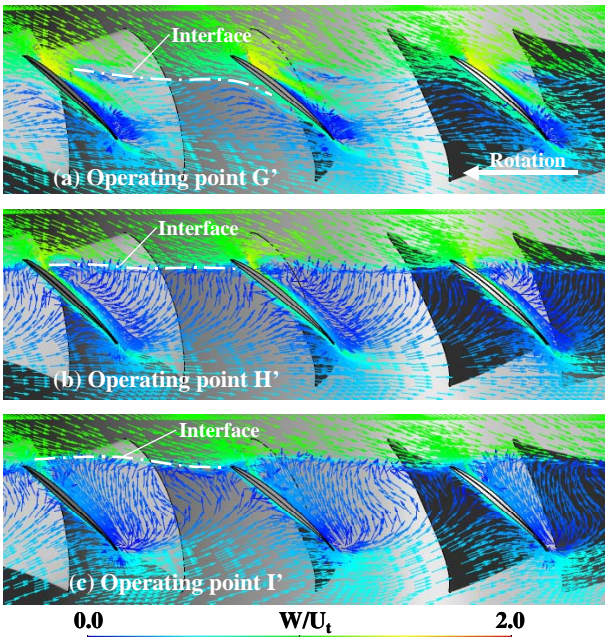 Interface
(a) Operating point G’
Rotation
Interface
(b) Operating point H’
Interface
(c) Operating point I’
0.0 W/Ut 2.0